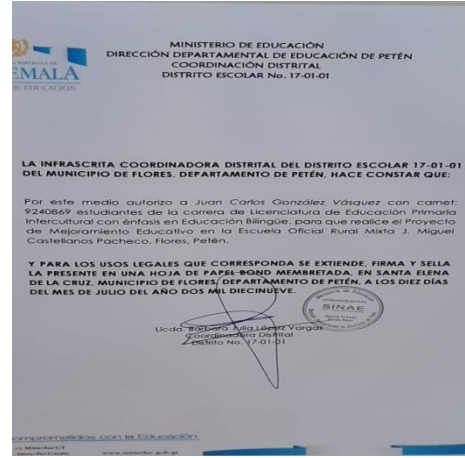 EMALA
MINISTERIO DE EDUCACIÓN
DIRECCIÓN DEPARTAMENTAL DE EDUCACIÓN DE PETÉN
COORDINACIÓN DISTRITAL
DISTRITO ESCOLAR No. 17-01-01
LA INFRASCRITA COORDINADORA DISTRITAL DEL DISTRITO ESCOLAR 17-01-01
DEL MUNICIPIO DE FLORES, DEPARTAMENTO DE PETÉN, HACE CONSTAR QUE:
Por este medio autorizo a Juan Carlos González Vásquez con carnet:
9240869 estudiantes de la carrera de Licenciatura de Educación Primaria
Intercultural con énfasis en Educación Bilingüe, para que realice el Proyecto
de Mejoramiento Educativo en la Escuela Oficial Rural Mixta J. Miguel
Castellanos Pacheco, Flores, Petén.
Y PARA LOS USOS LEGALES QUE CORRESPONDA SE EXTIENDE, FIRMA Y SELLA
LA PRESENTE EN UNA HOJA DE PAPEL BOND MEMBRETADA, EN SANTA ELENA
DE LA CRUZ, MUNICIPIO DE FLORES, DEPARTAMENTO DE PETÉN, A LOS DIEZ DÍAS
DEL MES DE JULIO DEL AÑO DOS MIL DIECINUEVE.
SINAE
Licda. Bárbara Julia López Vargas
Coordinadora Distrital
Distrito No. 17-01-01
omprometidos con la Educación